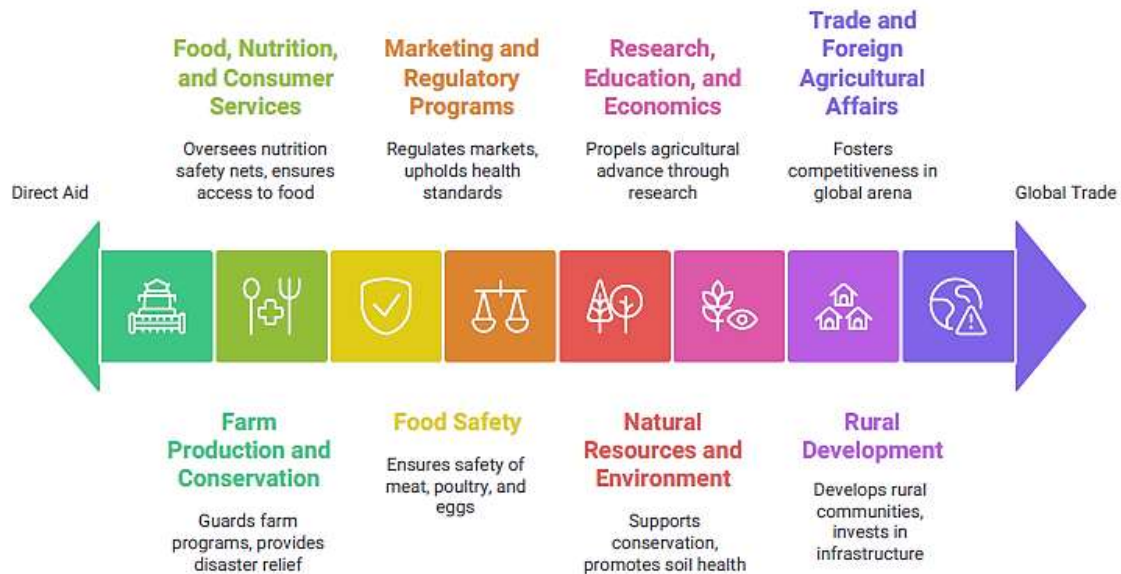 Food, Nutrition,
and Consumer
Services
Oversees nutrition
safety nets, ensures
access to food
Marketing and
Regulatory
Programs
Regulates markets,
upholds health
standards
Research,
Education, and
Economics
Propels agricultural
advance through
research
Trade and
Foreign
Agricultural
Affairs
Fosters
competitiveness in
global arena
Direct Aid
Global Trade
Farm
Production and
Conservation
Guards farm
programs, provides
disaster relief
Food Safety
Ensures safety of
meat, poultry, and
eggs
Natural
Resources and
Environment
Supports
conservation,
promotes soil health
Rural
Development
Develops rural
communities,
invests in
infrastructure